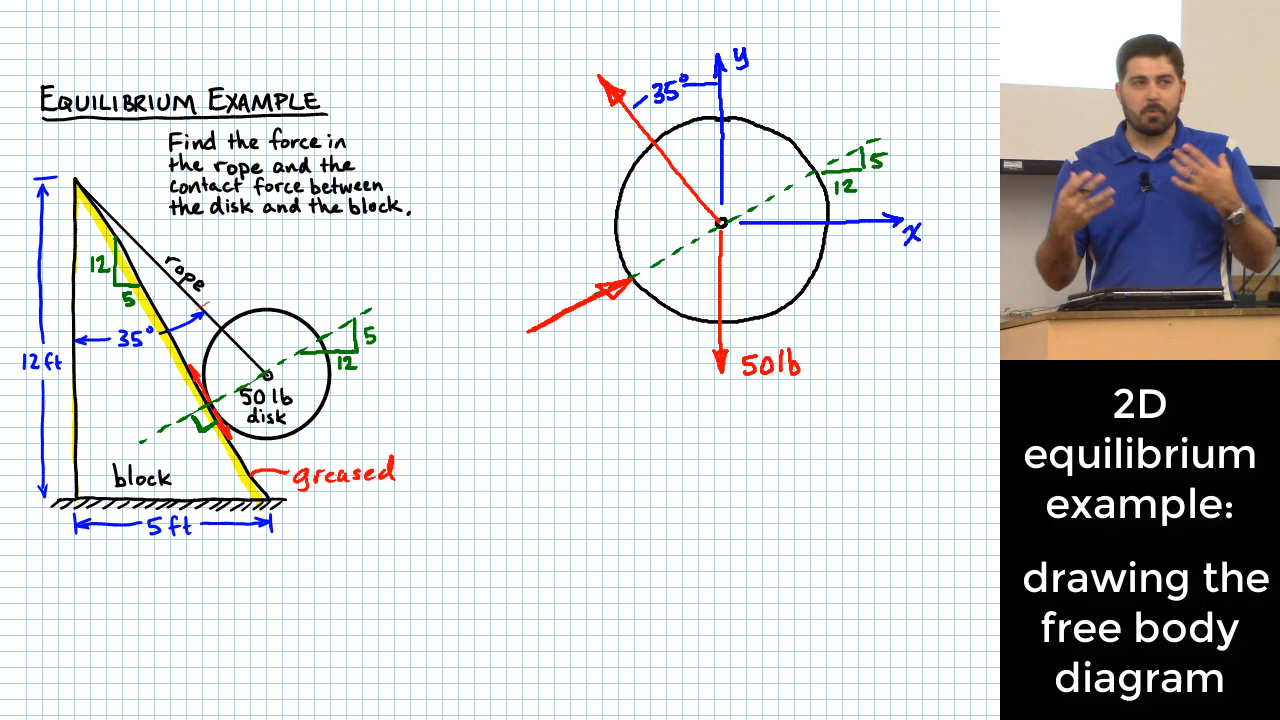 EQUILIBRIUM EXAMPLE
Find the force in
the rope and the
contact force between
the disk and the block.
12 ft
12
5
rope
35°
5
12
50 lb
disk
block
greased
5 ft
y
35°
5
12
x
50 lb
2D
equilibrium
example:
drawing the
free body
diagram